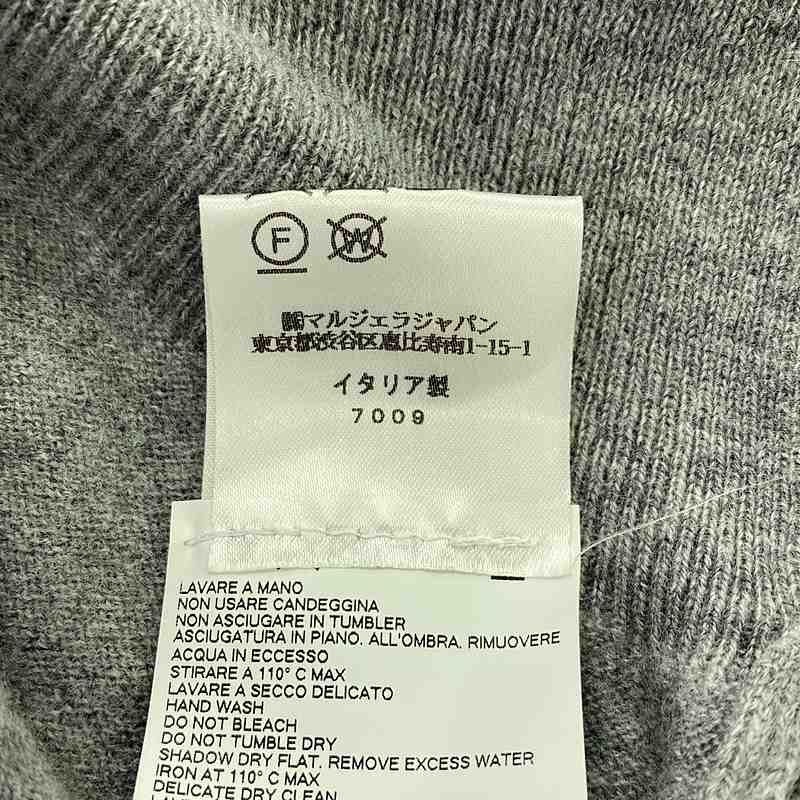 F W
㈱マルジェラジャパン
東京都渋谷区恵比寿南1-15-1
イタリア製
7009
LAVARE A MANO
NON USARE CANDEGGINA
NON ASCIUGARE IN TUMBLER
ASCIUGATURA IN PIANO. ALL'OMBRA. RIMUOVERE
ACQUA IN ECCESSO
STIRARE A 110° C MAX
LAVARE A SECCO DELICATO
HAND WASH
DO NOT BLEACH
DO NOT TUMBLE DRY
SHADOW DRY FLAT. REMOVE EXCESS WATER
IRON AT 110° C MAX
DELICATE DRY CLEAN